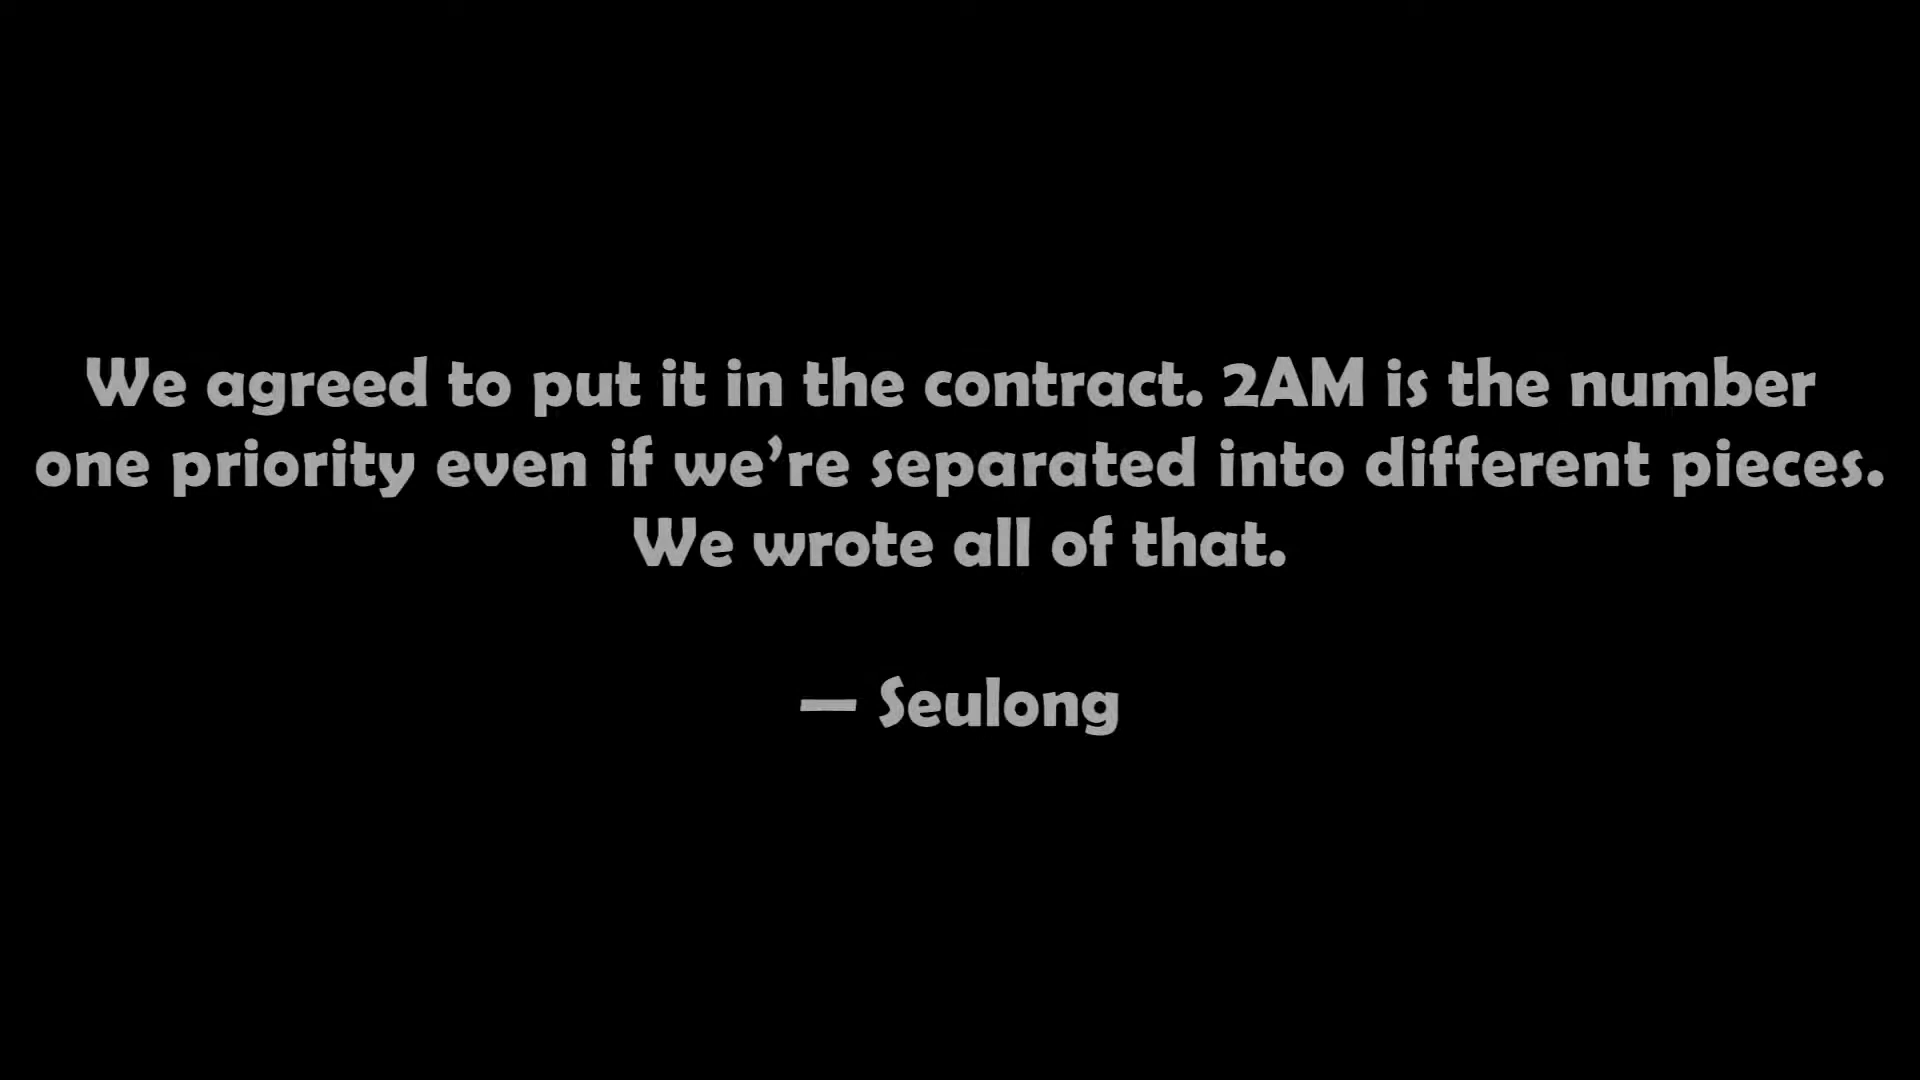 We agreed to put it in the contract. 2AM is the number
one priority even if we’re separated into different pieces.
We wrote all of that.
— Seulong